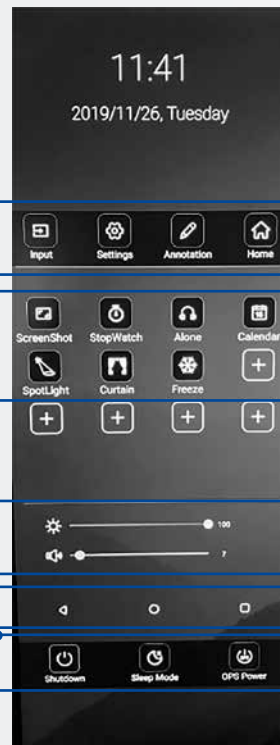 11:41
2019/11/26, Tuesday
Input Settings Annotation Home
ScreenShot StopWatch Alone Calendar
SpotLight Curtain Freeze
100
7
Shutdown Sleep Mode OPS Power